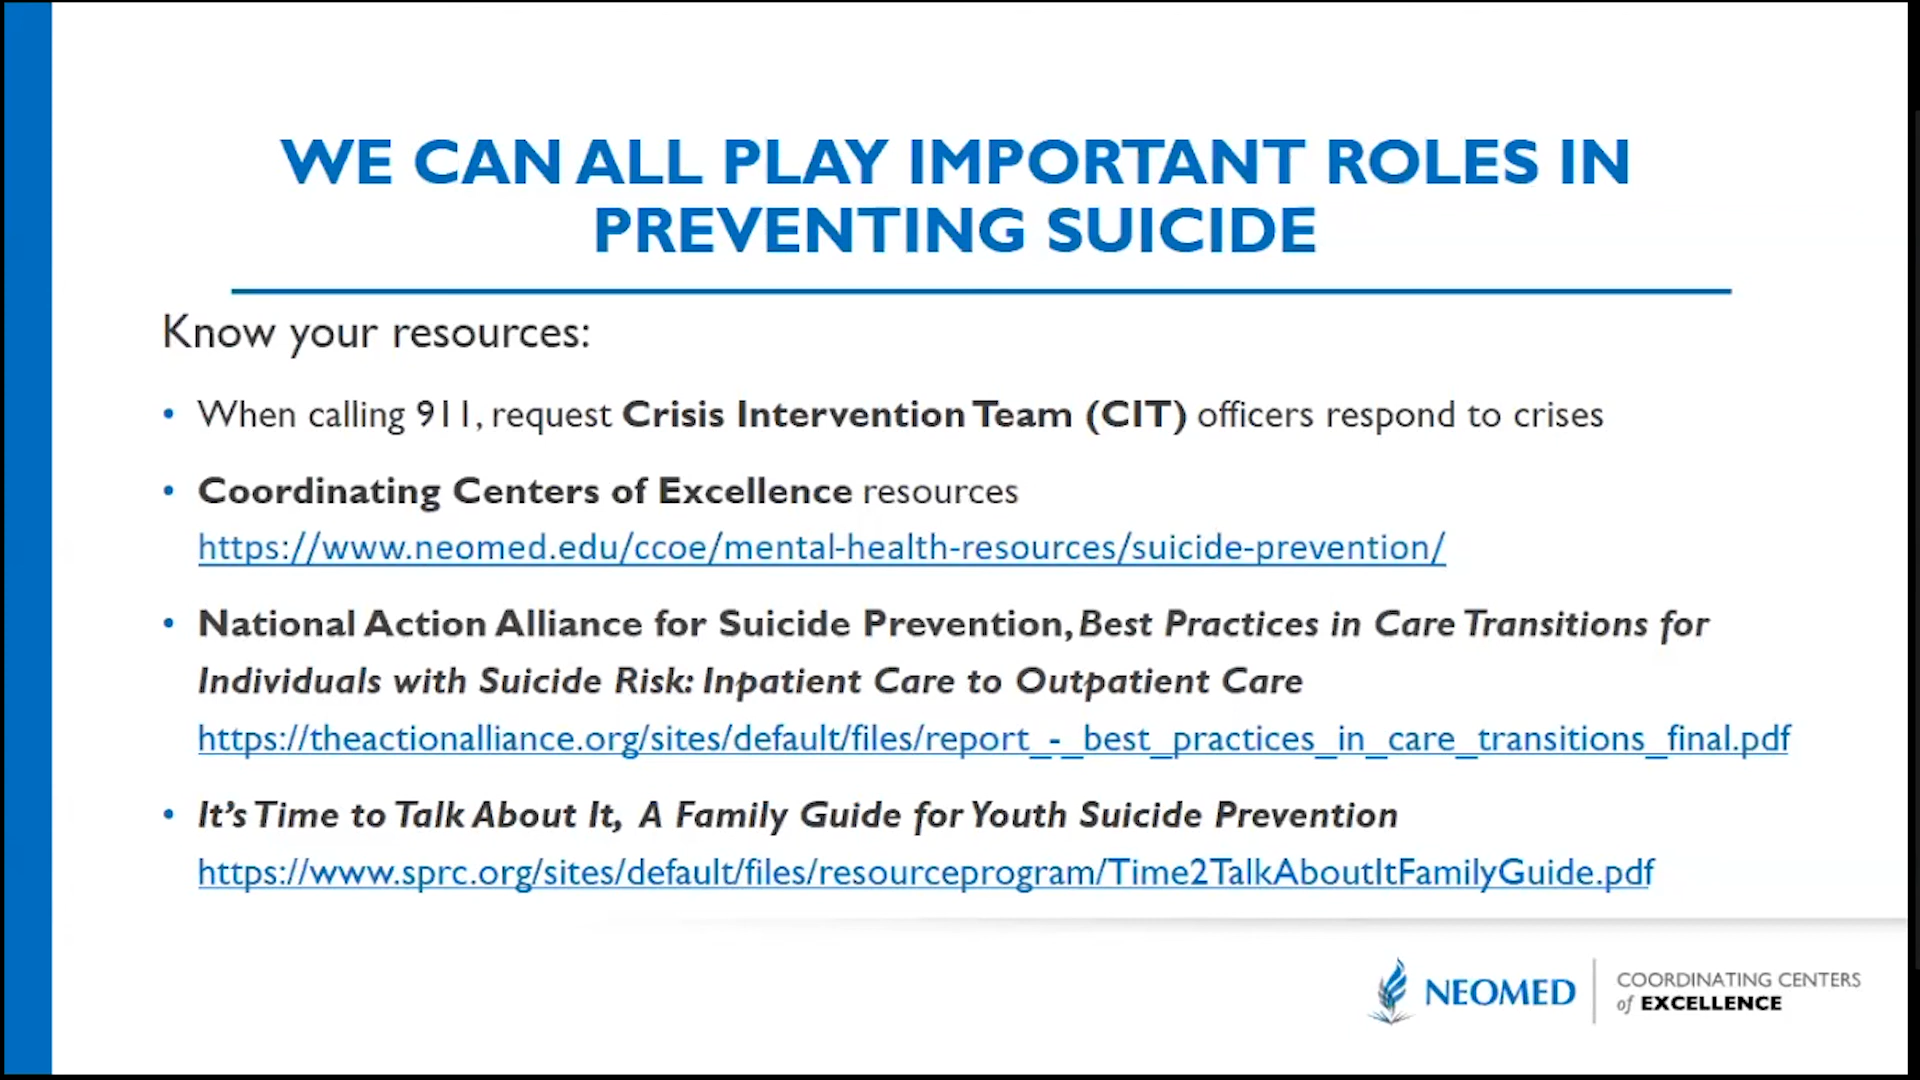 WE CAN ALL PLAY IMPORTANT ROLES IN
PREVENTING SUICIDE
Know your resources:
• When calling 911, request Crisis Intervention Team (CIT) officers respond to crises
• Coordinating Centers of Excellence resources
https://www.neomed.edu/ccoe/mental-health-resources/suicide-prevention/
• National Action Alliance for Suicide Prevention, Best Practices in Care Transitions for
Individuals with Suicide Risk: Inpatient Care to Outpatient Care
https://theactionalliance.org/sites/default/files/report_-_best_practices_in_care_transitions_final.pdf
• It's Time to Talk About It, A Family Guide for Youth Suicide Prevention
https://www.sprc.org/sites/default/files/resourceprogram/Time2TalkAboutItFamilyGuide.pdf
NEOMED
COORDINATING CENTERS
of EXCELLENCE